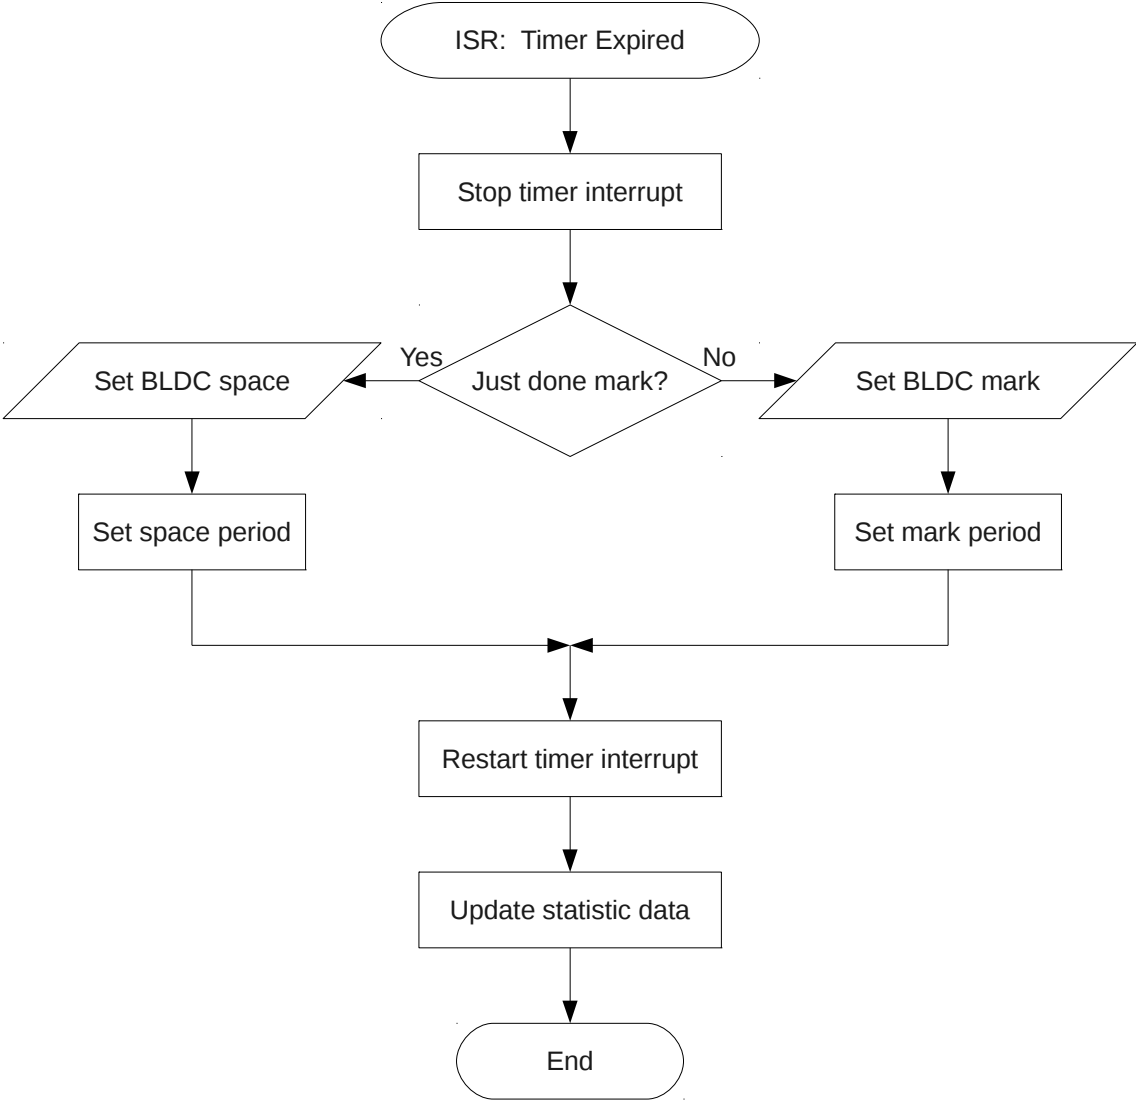 ISR:  Timer Expired
Stop timer interrupt
Yes
No
Set BLDC space
Just done mark?
Set BLDC mark
Set space period
Set mark period
Restart timer interrupt
Update statistic data
End